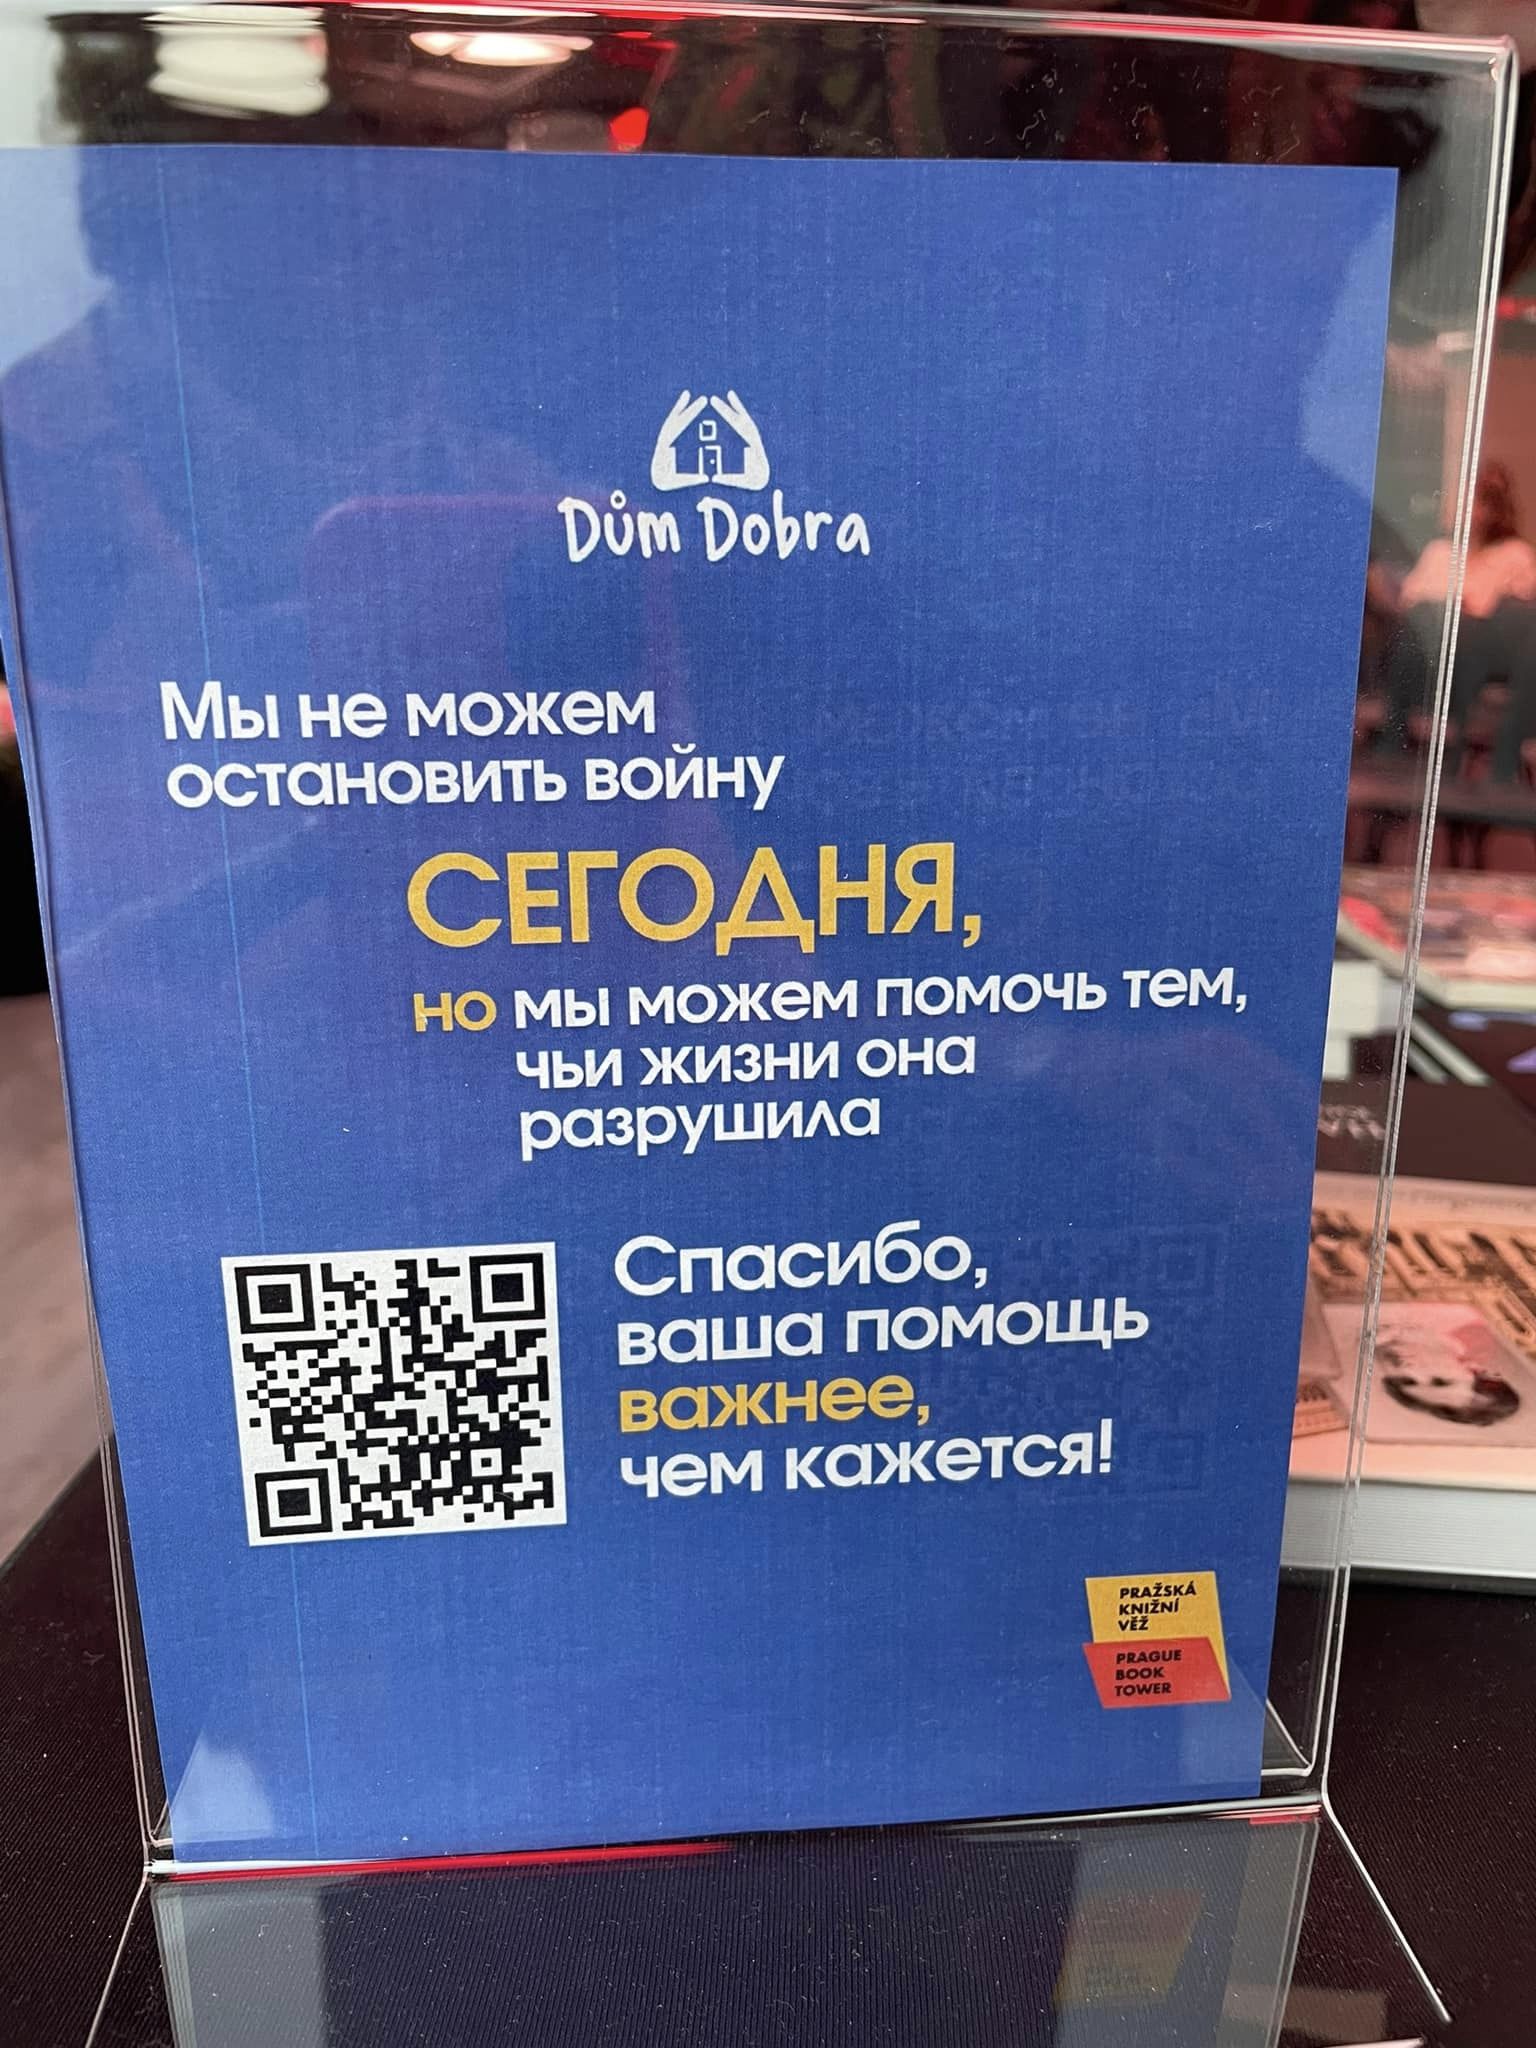 Dům Dobra
Мы не можем
остановить войну
СЕГОДНЯ,
но мы можем помочь тем,
чьи жизни она
разрушила
Спасибо,
ваша помощь
важнее,
чем кажется!
PRAŽSKÁ
KNIŽNÍ
VĚŽ
PRAGUE
BOOK
TOWER